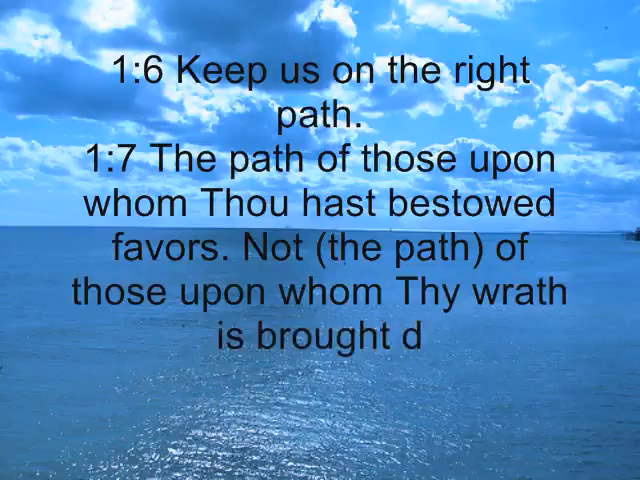 1:6 Keep us on the right
path.
1:7 The path of those upon
whom Thou hast bestowed
favors. Not (the path) of
those upon whom Thy wrath
is brought d